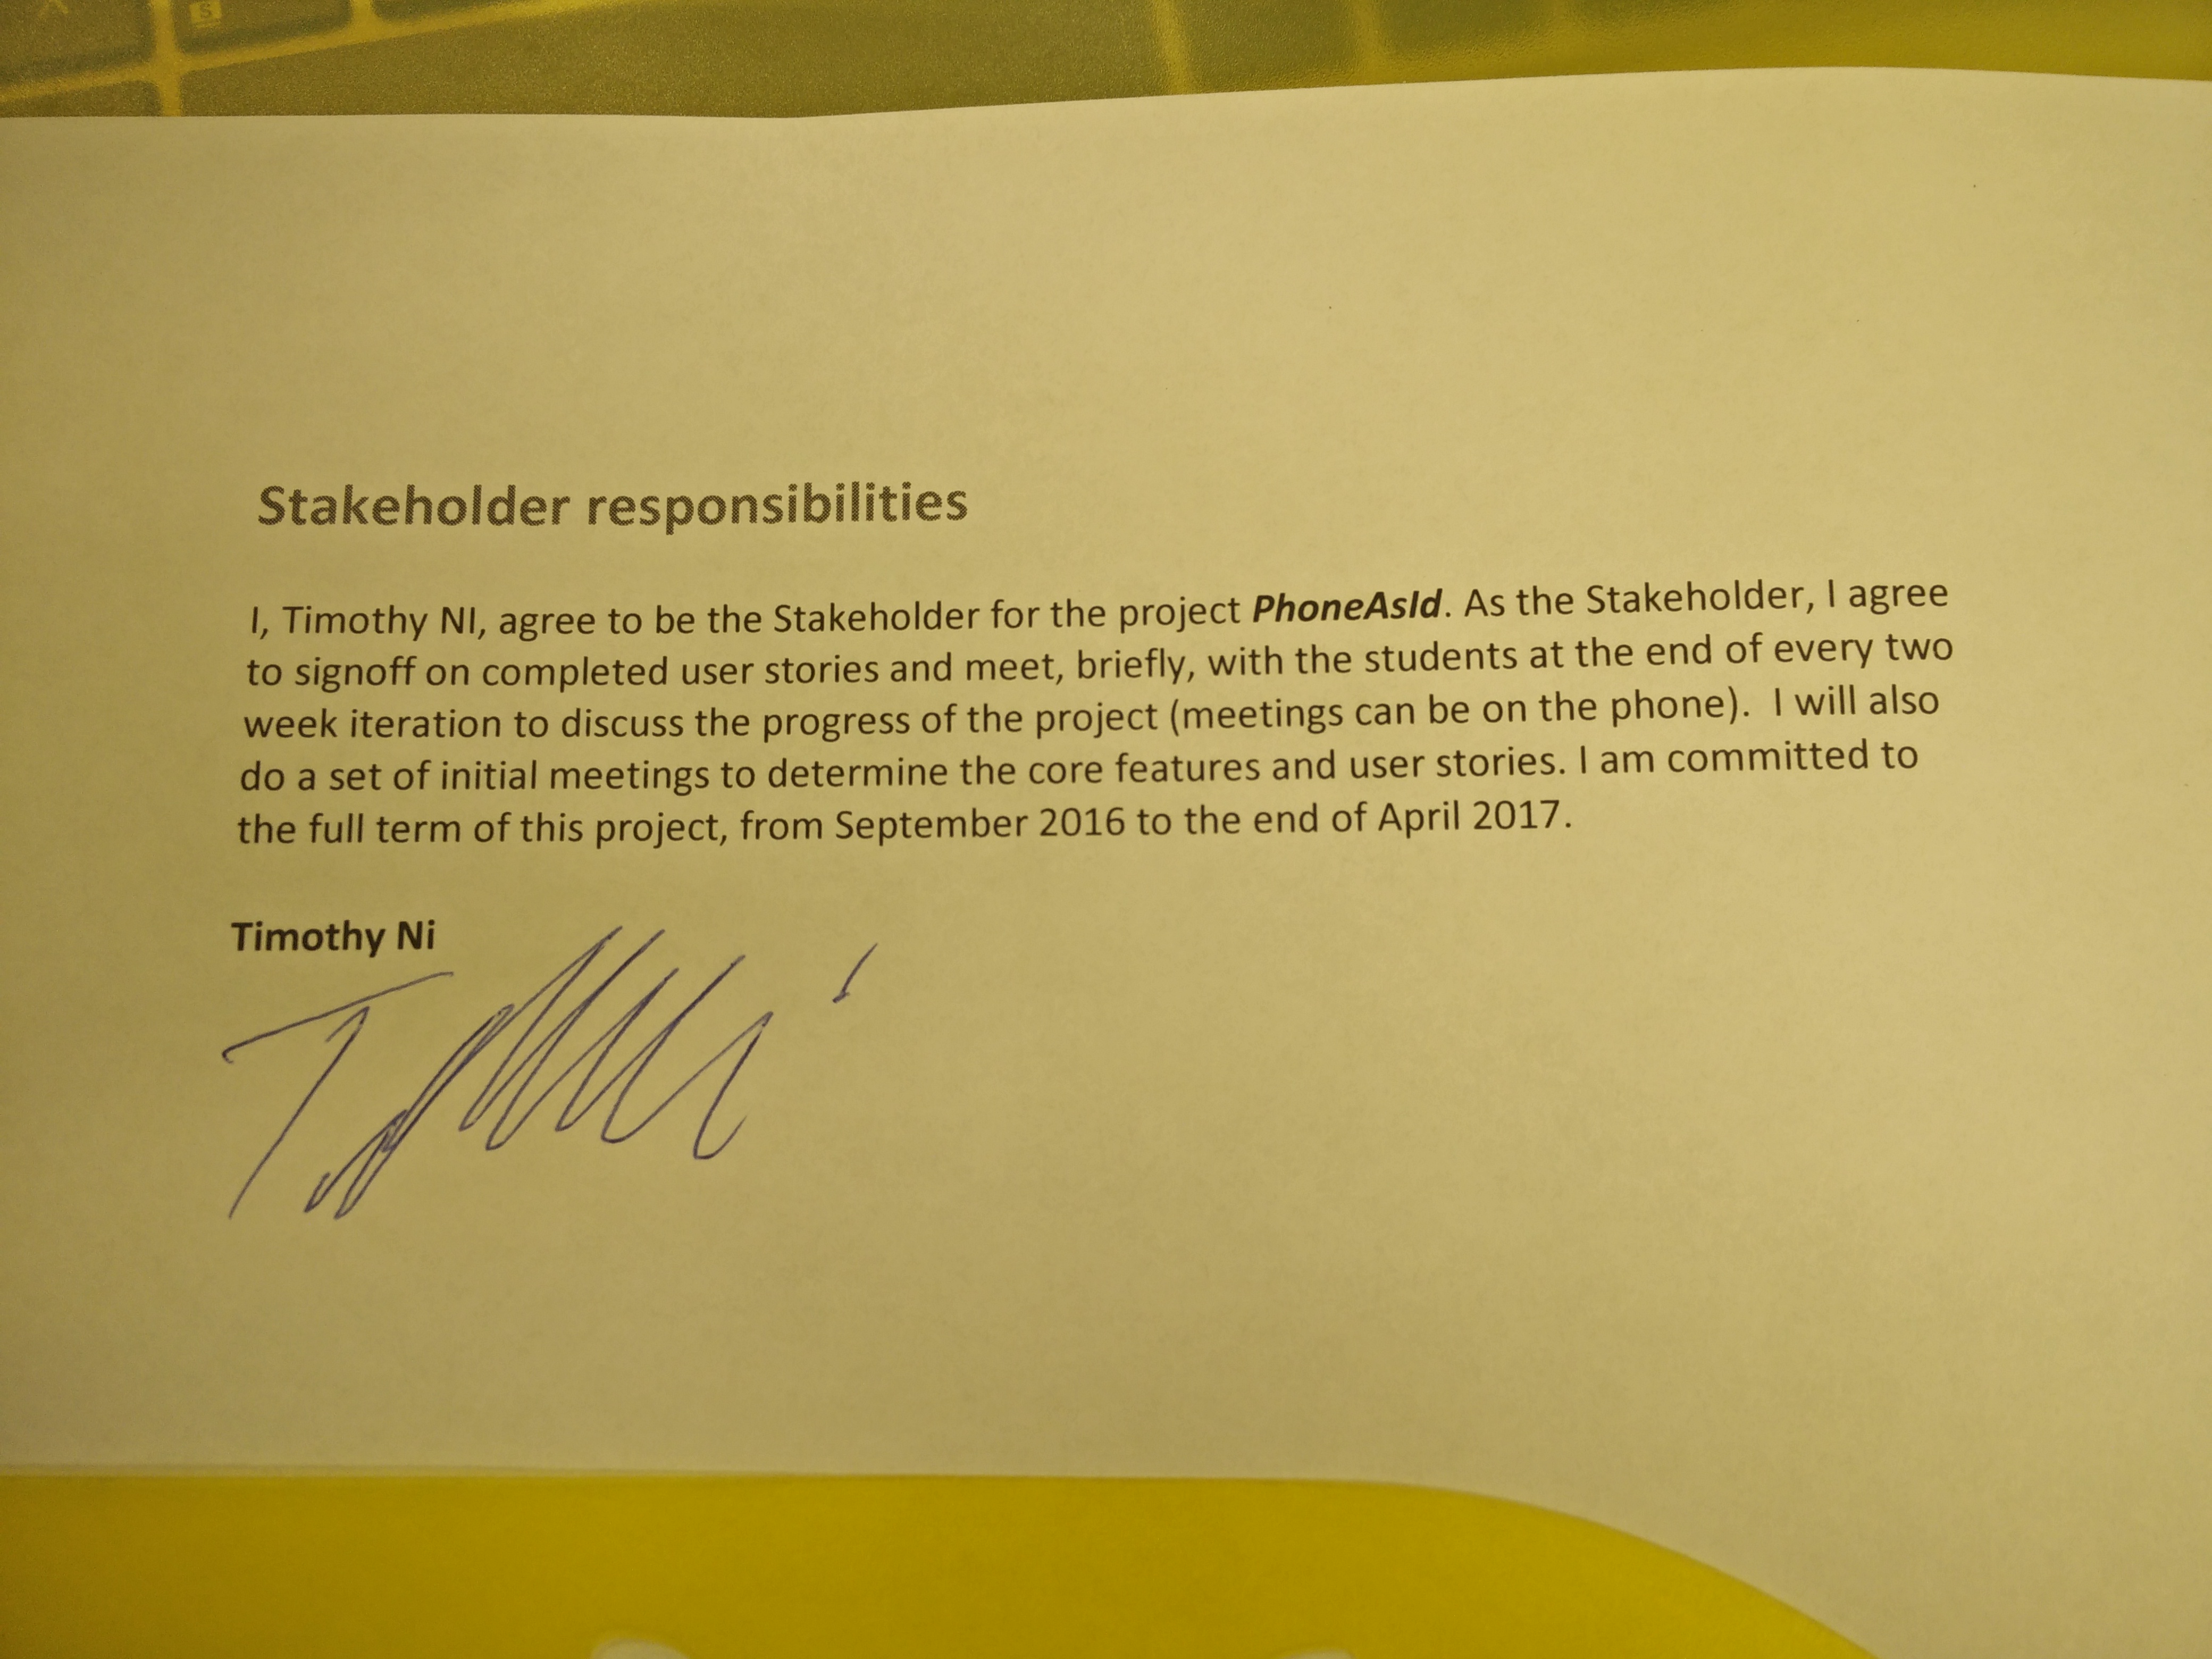 S
Stakeholder responsibilities
I, Timothy NI, agree to be the Stakeholder for the project PhoneAsId. As the Stakeholder, I agree
to signoff on completed user stories and meet, briefly, with the students at the end of every two
week iteration to discuss the progress of the project (meetings can be on the phone).  I will also
do a set of initial meetings to determine the core features and user stories. I am committed to
the full term of this project, from September 2016 to the end of April 2017.
Timothy Ni